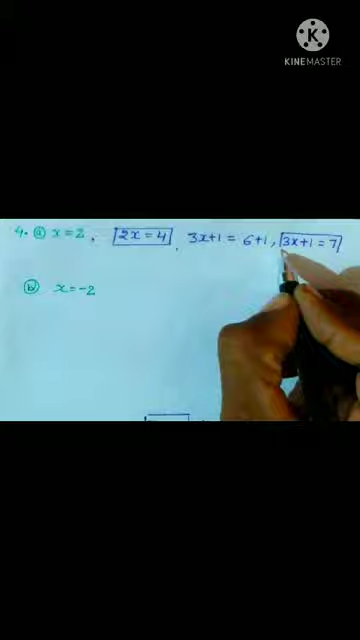 KINEMASTER
4. ⓐ x = 2, 2x = 4, 3x+1 = 6+1, 3x+1 = 7
ⓑ x = -2